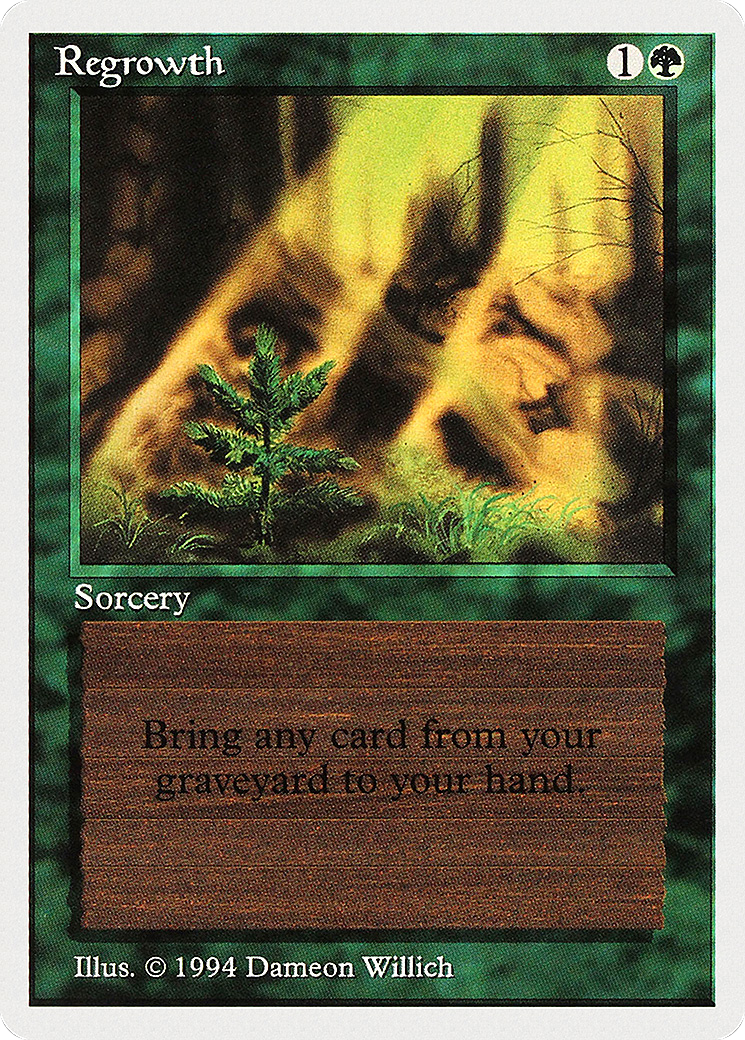 Regrowth 1
Sorcery
Bring any card from your
graveyard to your hand.
Illus. © 1994 Dameon Willich